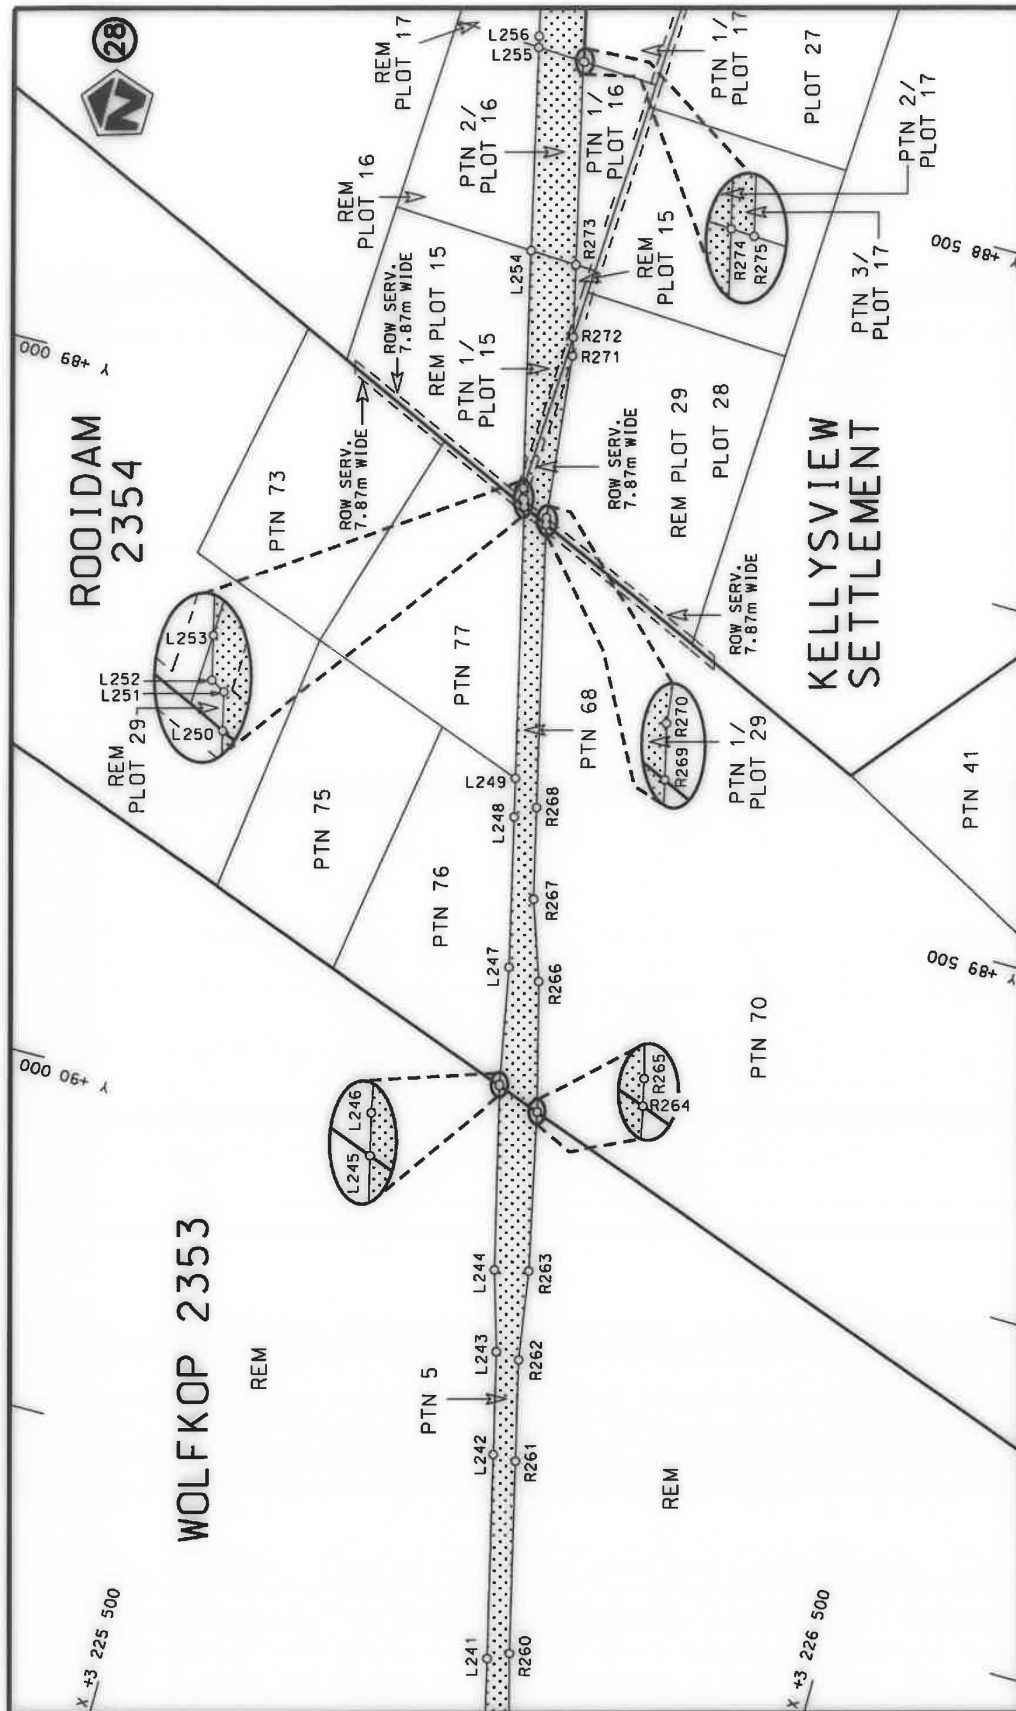 28
N
REM
PLOT 17
L256
L255
PTN 1/
PLOT 17
PLOT 27
PTN 2/
PLOT 17
PTN 2/
PLOT 16
PTN 1/
PLOT 16
REM
PLOT 16
L254
R273
REM
PLOT 15
R274
R275
PTN 3/
PLOT 17
Y +88 500
ROW SERV.
7.87m WIDE
REM PLOT 15
PTN 1/
PLOT 15
R272
R271
Y +89 000
ROOIDAM
2354
PTN 73
ROW SERV.
7.87m WIDE
ROW SERV.
7.87m WIDE
REM PLOT 29
PLOT 28
KELLYSVIEW
SETTLEMENT
ROW SERV.
7.87m WIDE
L253
L252
L251
L250
REM
PLOT 29
PTN 77
PTN 68
R270
R269
PTN 1/
PLOT 29
L249
L248
R268
PTN 75
PTN 76
R267
L247
R266
PTN 41
Y +89 500
PTN 70
Y +90 000
L246
L245
R265
R264
WOLFKOP 2353
REM
L244
R263
L243
R262
PTN 5
L242
R261
REM
L241
R260
X +3 225 500
X +3 226 500